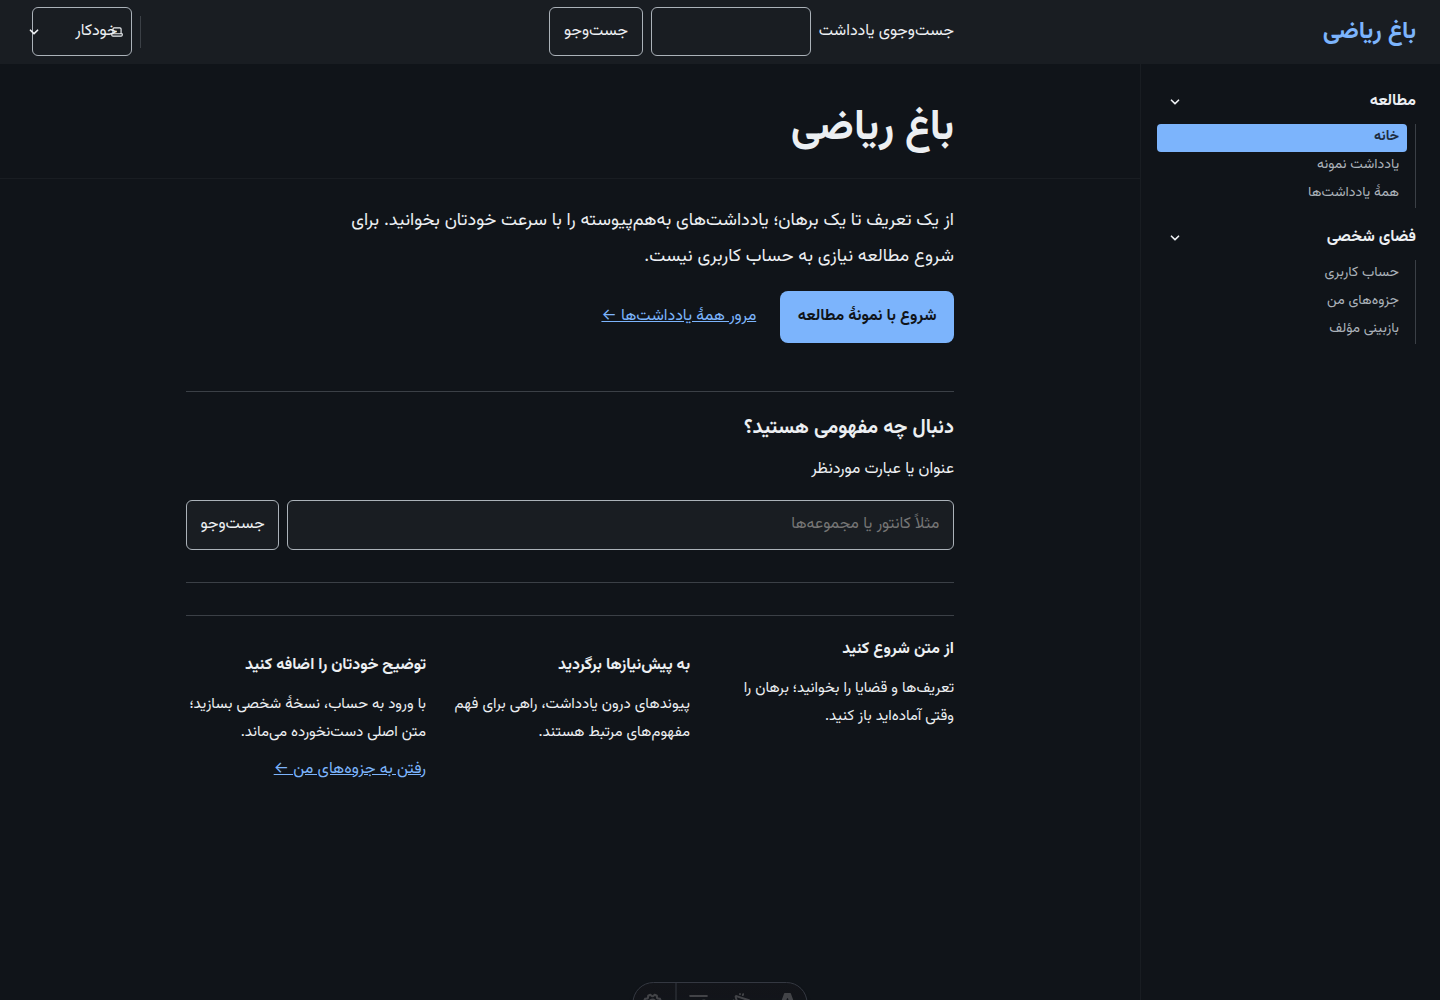 باغ ریاضی
جست‌وجوی یادداشت
جست‌وجو
خودکار
مطالعه
خانه
یادداشت نمونه
همهٔ یادداشت‌ها
فضای شخصی
حساب کاربری
جزوه‌های من
بازبینی مؤلف
باغ ریاضی
از یک تعریف تا یک برهان؛ یادداشت‌های به‌هم‌پیوسته را با سرعت خودتان بخوانید. برای
شروع مطالعه نیازی به حساب کاربری نیست.
شروع با نمونهٔ مطالعه
مرور همهٔ یادداشت‌ها ←
دنبال چه مفهومی هستید؟
عنوان یا عبارت موردنظر
مثلاً کانتور یا مجموعه‌ها
جست‌وجو
از متن شروع کنید
تعریف‌ها و قضایا را بخوانید؛ برهان را
وقتی آماده‌اید باز کنید.
به پیش‌نیازها برگردید
پیوندهای درون یادداشت، راهی برای فهم
مفهوم‌های مرتبط هستند.
توضیح خودتان را اضافه کنید
با ورود به حساب، نسخهٔ شخصی بسازید؛
متن اصلی دست‌نخورده می‌ماند.
رفتن به جزوه‌های من ←